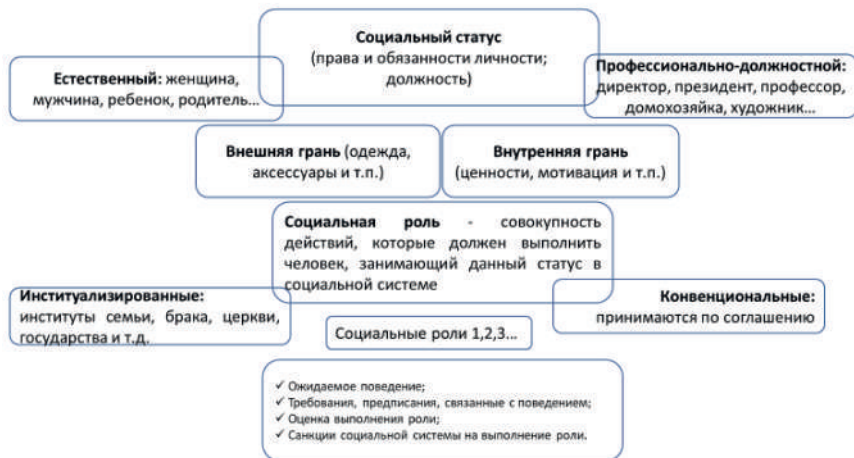 Социальный статус
(права и обязанности личности;
должность)
Естественный: женщина,
мужчина, ребенок, родитель...
Профессионально-должностной:
директор, президент, профессор,
домохозяйка, художник...
Внешняя грань (одежда,
аксессуары и т.п.)
Внутренняя грань
(ценности, мотивация и т.п.)
Социальная роль - совокупность
действий, которые должен выполнить
человек, занимающий данный статус в
социальной системе
Институализированные:
институты семьи, брака, церкви,
государства и т.д.
Конвенциональные:
принимаются по соглашению
Социальные роли 1,2,3...
✓ Ожидаемое поведение;
✓ Требования, предписания, связанные с поведением;
✓ Оценка выполнения роли;
✓ Санкции социальной системы на выполнение роли.